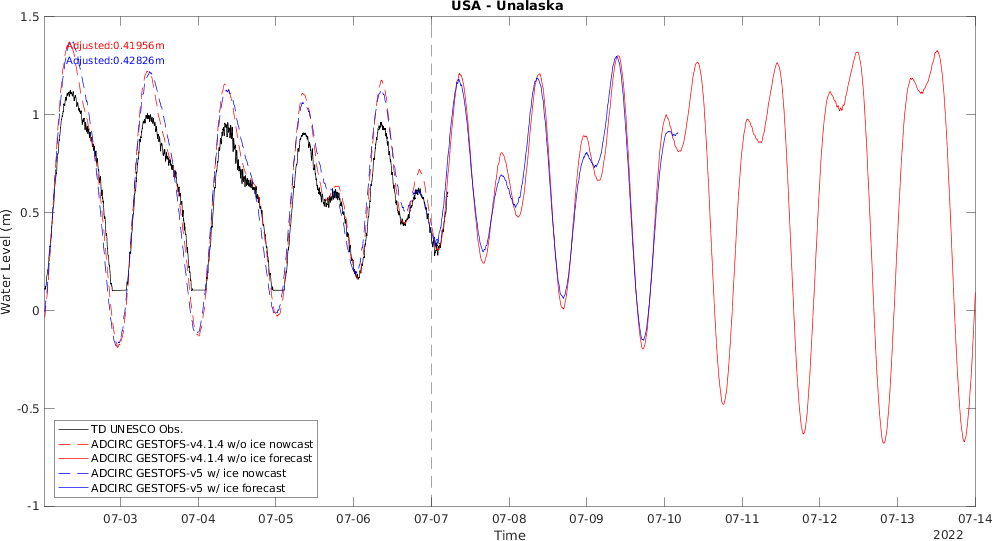 USA - Unalaska
1.5
Adjusted:0.41956m
Adjusted:0.42826m
1
0.5
0
-0.5
-1
Water Level (m)
TD UNESCO Obs.
ADCIRC GESTOFS-v4.1.4 w/o ice nowcast
ADCIRC GESTOFS-v4.1.4 w/o ice forecast
ADCIRC GESTOFS-v5 w/ ice nowcast
ADCIRC GESTOFS-v5 w/ ice forecast
07-03 07-04 07-05 07-06 07-07 07-08 07-09 07-10 07-11 07-12 07-13 07-14
Time
2022